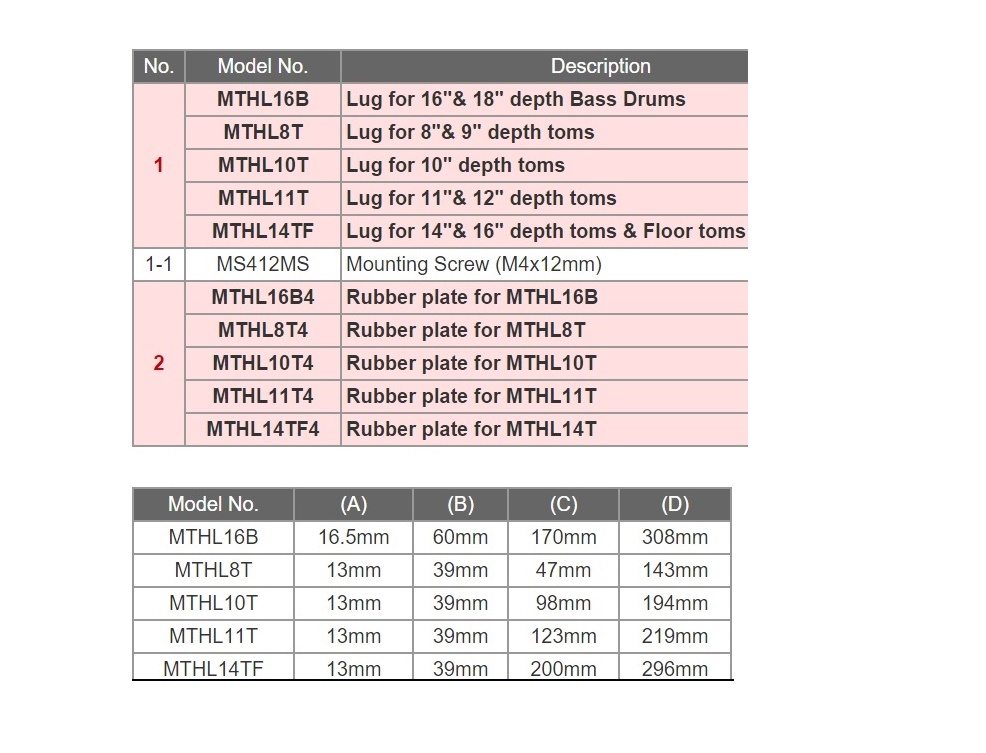 No. Model No. Description
MTHL16B Lug for 16"& 18" depth Bass Drums
MTHL8T Lug for 8"& 9" depth toms
1 MTHL10T Lug for 10" depth toms
MTHL11T Lug for 11"& 12" depth toms
MTHL14TF Lug for 14"& 16" depth toms & Floor toms
1-1 MS412MS Mounting Screw (M4x12mm)
MTHL16B4 Rubber plate for MTHL16B
MTHL8T4 Rubber plate for MTHL8T
2 MTHL10T4 Rubber plate for MTHL10T
MTHL11T4 Rubber plate for MTHL11T
MTHL14TF4 Rubber plate for MTHL14T
Model No. (A) (B) (C) (D)
MTHL16B 16.5mm 60mm 170mm 308mm
MTHL8T 13mm 39mm 47mm 143mm
MTHL10T 13mm 39mm 98mm 194mm
MTHL11T 13mm 39mm 123mm 219mm
MTHL14TF 13mm 39mm 200mm 296mm